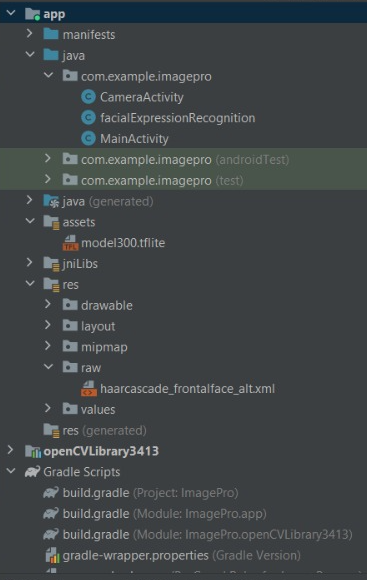 app
manifests
java
com.example.imagepro
CameraActivity
facialExpressionRecognition
MainActivity
com.example.imagepro (androidTest)
com.example.imagepro (test)
java (generated)
assets
model300.tflite
jniLibs
res
drawable
layout
mipmap
raw
haarcascade_frontalface_alt.xml
values
res (generated)
openCVLibrary3413
Gradle Scripts
build.gradle (Project: ImagePro)
build.gradle (Module: ImagePro.app)
build.gradle (Module: ImagePro.openCVLibrary3413)
gradle-wrapper.properties (Gradle Version)